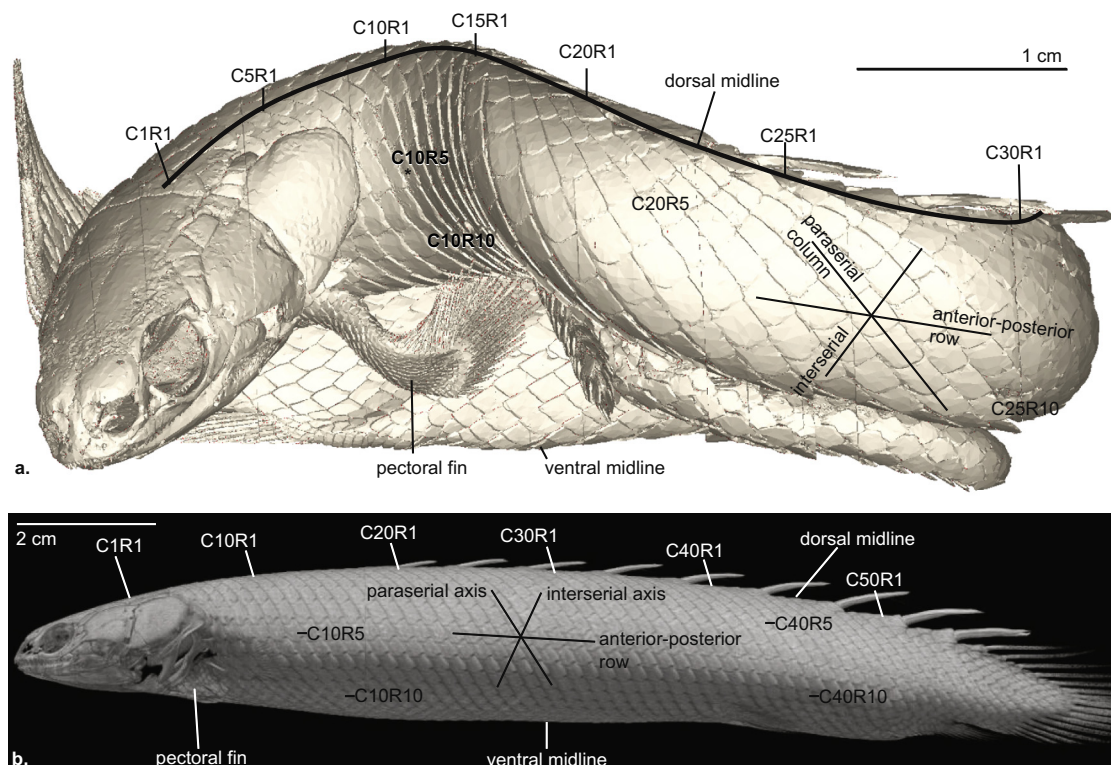 C15R1
C10R1
C20R1
1 cm
C5R1
dorsal midline
C1R1
C25R1
C30R1
C10R5
*
C20R5
paraserial
column
C10R10
anterior-posterior
row
interserial
C25R10
pectoral fin
ventral midline
a.
2 cm
C1R1
C10R1
C20R1
C30R1
C40R1
dorsal midline
C50R1
paraserial axis
interserial axis
C10R5
C40R5
anterior-posterior
row
C10R10
C40R10
pectoral fin
ventral midline
b.